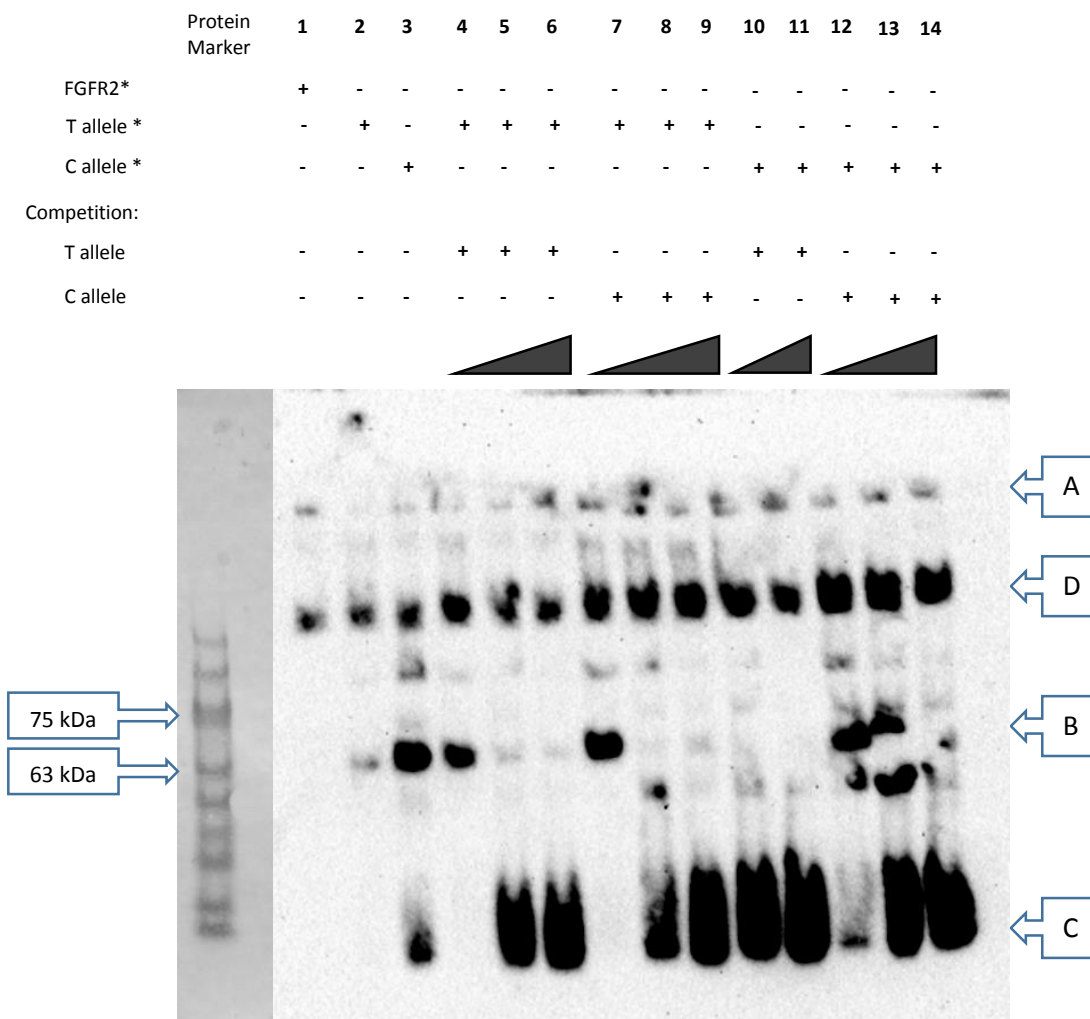 Protein Marker 1 2 3 4 5 6 7 8 9 10 11 12 13 14
FGFR2* + - - - - - - - - - - - - -
T allele * - + - + + + + + + - - - - -
C allele * - - + - - - - - - + + + + +
Competition:
T allele - - - + + + - - - + + - - -
C allele - - - - - - + + + - - + + +
A
D
75 kDa
B
63 kDa
C